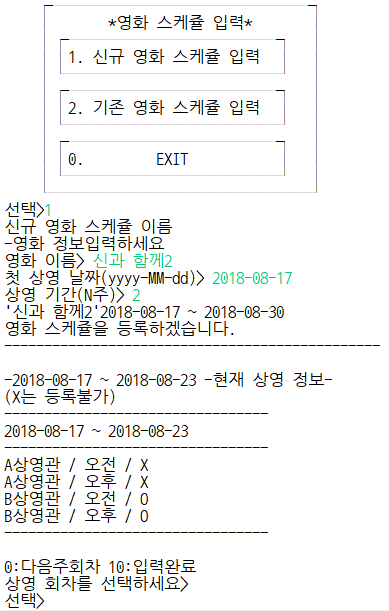 *영화 스케쥴 입력*
1. 신규 영화 스케쥴 입력
2. 기존 영화 스케쥴 입력
0. EXIT
선택>1
신규 영화 스케쥴 이름
-영화 정보입력하세요
영화 이름> 신과 함께2
첫 상영 날짜(yyyy-MM-dd)> 2018-08-17
상영 기간(N주)> 2
'신과 함께2'2018-08-17 ~ 2018-08-30
영화 스케쥴을 등록하겠습니다.
----------------------------------------
-2018-08-17 ~ 2018-08-23 -현재 상영 정보-
(X는 등록불가)
---------------------------------
2018-08-17 ~ 2018-08-23
---------------------------------
A상영관 / 오전 / X
A상영관 / 오후 / X
B상영관 / 오전 / O
B상영관 / 오후 / O
---------------------------------
0:다음주회차 10:입력완료
상영 회차를 선택하세요>
선택>